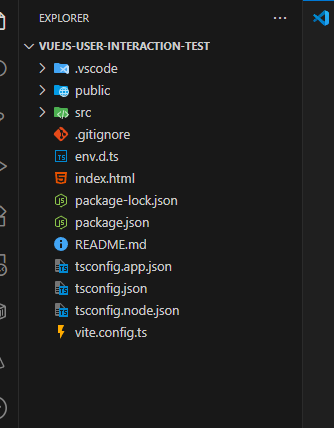 EXPLORER
VUEJS-USER-INTERACTION-TEST
.vscode
public
src
.gitignore
TS env.d.ts
index.html
package-lock.json
package.json
README.md
tsconfig.app.json
tsconfig.json
tsconfig.node.json
vite.config.ts